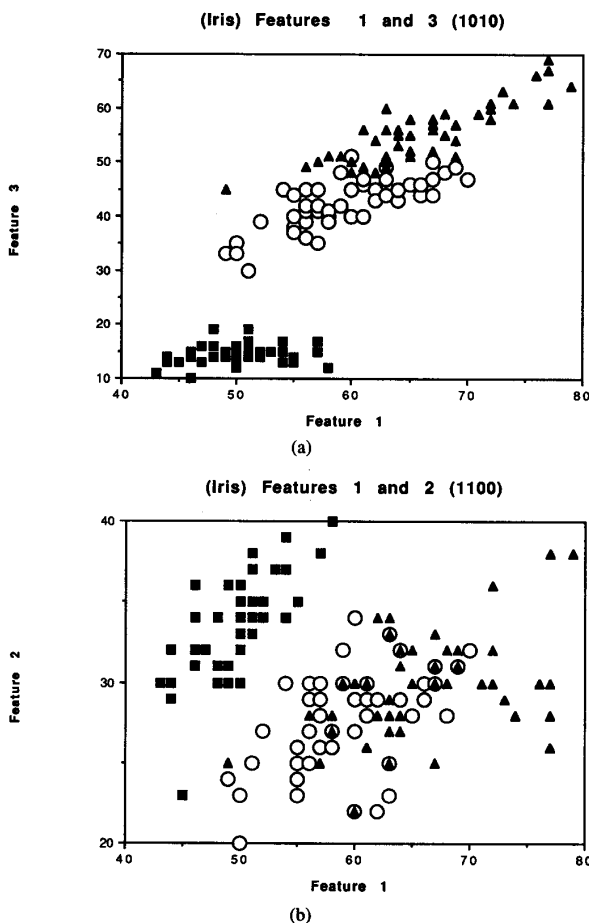 (Iris) Features 1 and 3 (1010)
70
60
50
40
30
20
10
Feature 3
40 50 60 70 80
Feature 1
(a)
(Iris) Features 1 and 2 (1100)
40
30
20
Feature 2
40 50 60 70 80
Feature 1
(b)